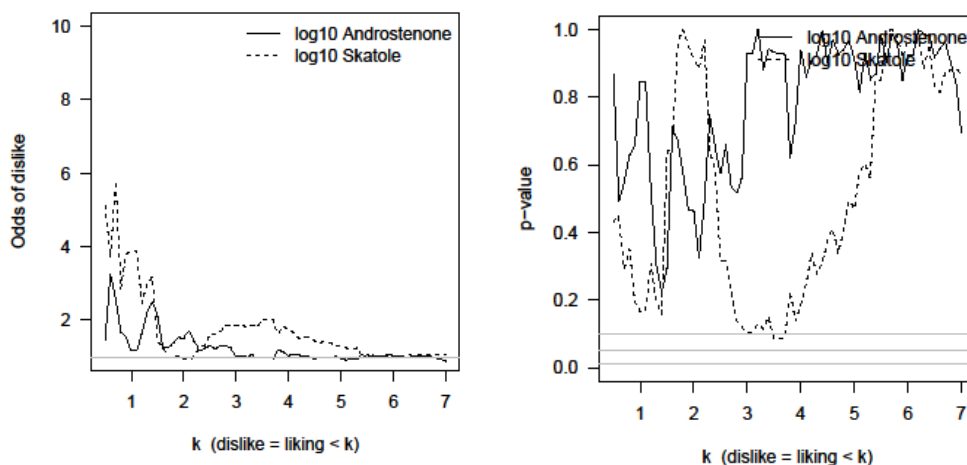 10
8
6
4
2
Odds of dislike
log10 Androstenone
log10 Skatole
1 2 3 4 5 6 7
k (dislike = liking < k)
1.0
0.8
0.6
0.4
0.2
0.0
p−value
log10 Androstenone
log10 Skatole
1 2 3 4 5 6 7
k (dislike = liking < k)